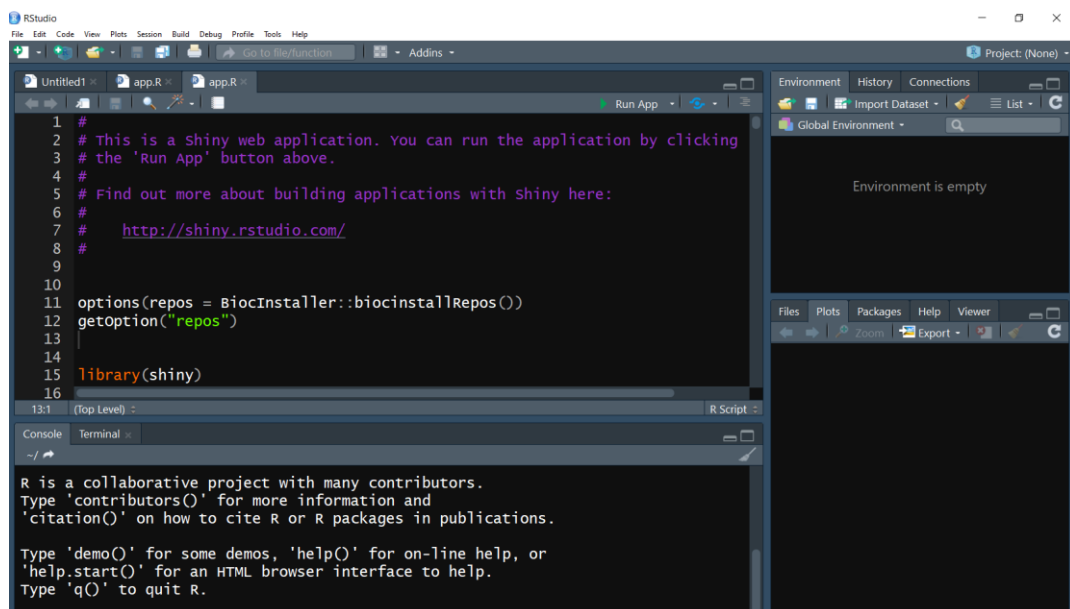 RStudio
File Edit Code View Plots Session Build Debug Profile Tools Help
Go to file/function Addins Project: (None)
Untitled1 app.R app.R
Run App
1 #
2 # This is a Shiny web application. You can run the application by clicking
3 # the 'Run App' button above.
4 #
5 # Find out more about building applications with Shiny here:
6 #
7 # http://shiny.rstudio.com/
8 #
9
10
11 options(repos = BiocInstaller::biocinstallRepos())
12 getOption("repos")
13
14
15 library(shiny)
16
13:1 (Top Level) R Script
Console Terminal
~/
R is a collaborative project with many contributors.
Type 'contributors()' for more information and
'citation()' on how to cite R or R packages in publications.
Type 'demo()' for some demos, 'help()' for on-line help, or
'help.start()' for an HTML browser interface to help.
Type 'q()' to quit R.
Environment History Connections
Import Dataset List
Global Environment
Environment is empty
Files Plots Packages Help Viewer
Zoom Export